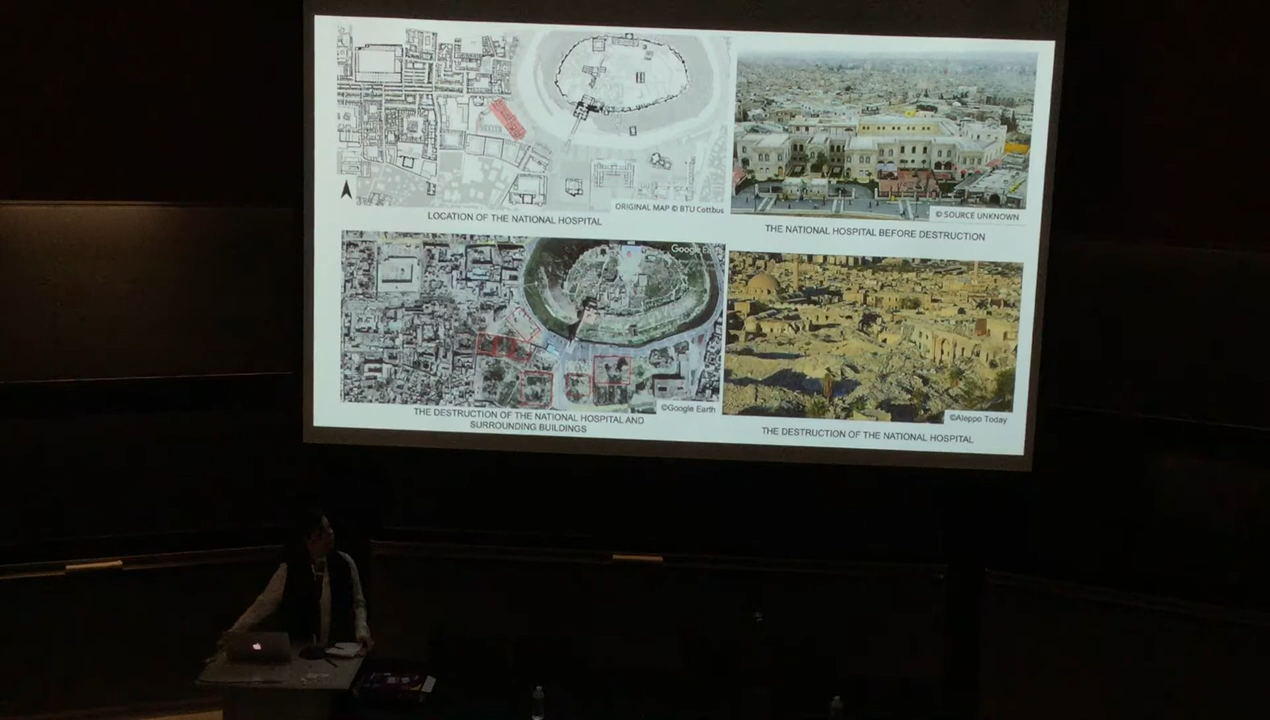 ORIGINAL MAP © BTU Cottbus
LOCATION OF THE NATIONAL HOSPITAL
© SOURCE UNKNOWN
THE NATIONAL HOSPITAL BEFORE DESTRUCTION
Google Earth
©Google Earth
THE DESTRUCTION OF THE NATIONAL HOSPITAL AND
SURROUNDING BUILDINGS
©Aleppo Today
THE DESTRUCTION OF THE NATIONAL HOSPITAL